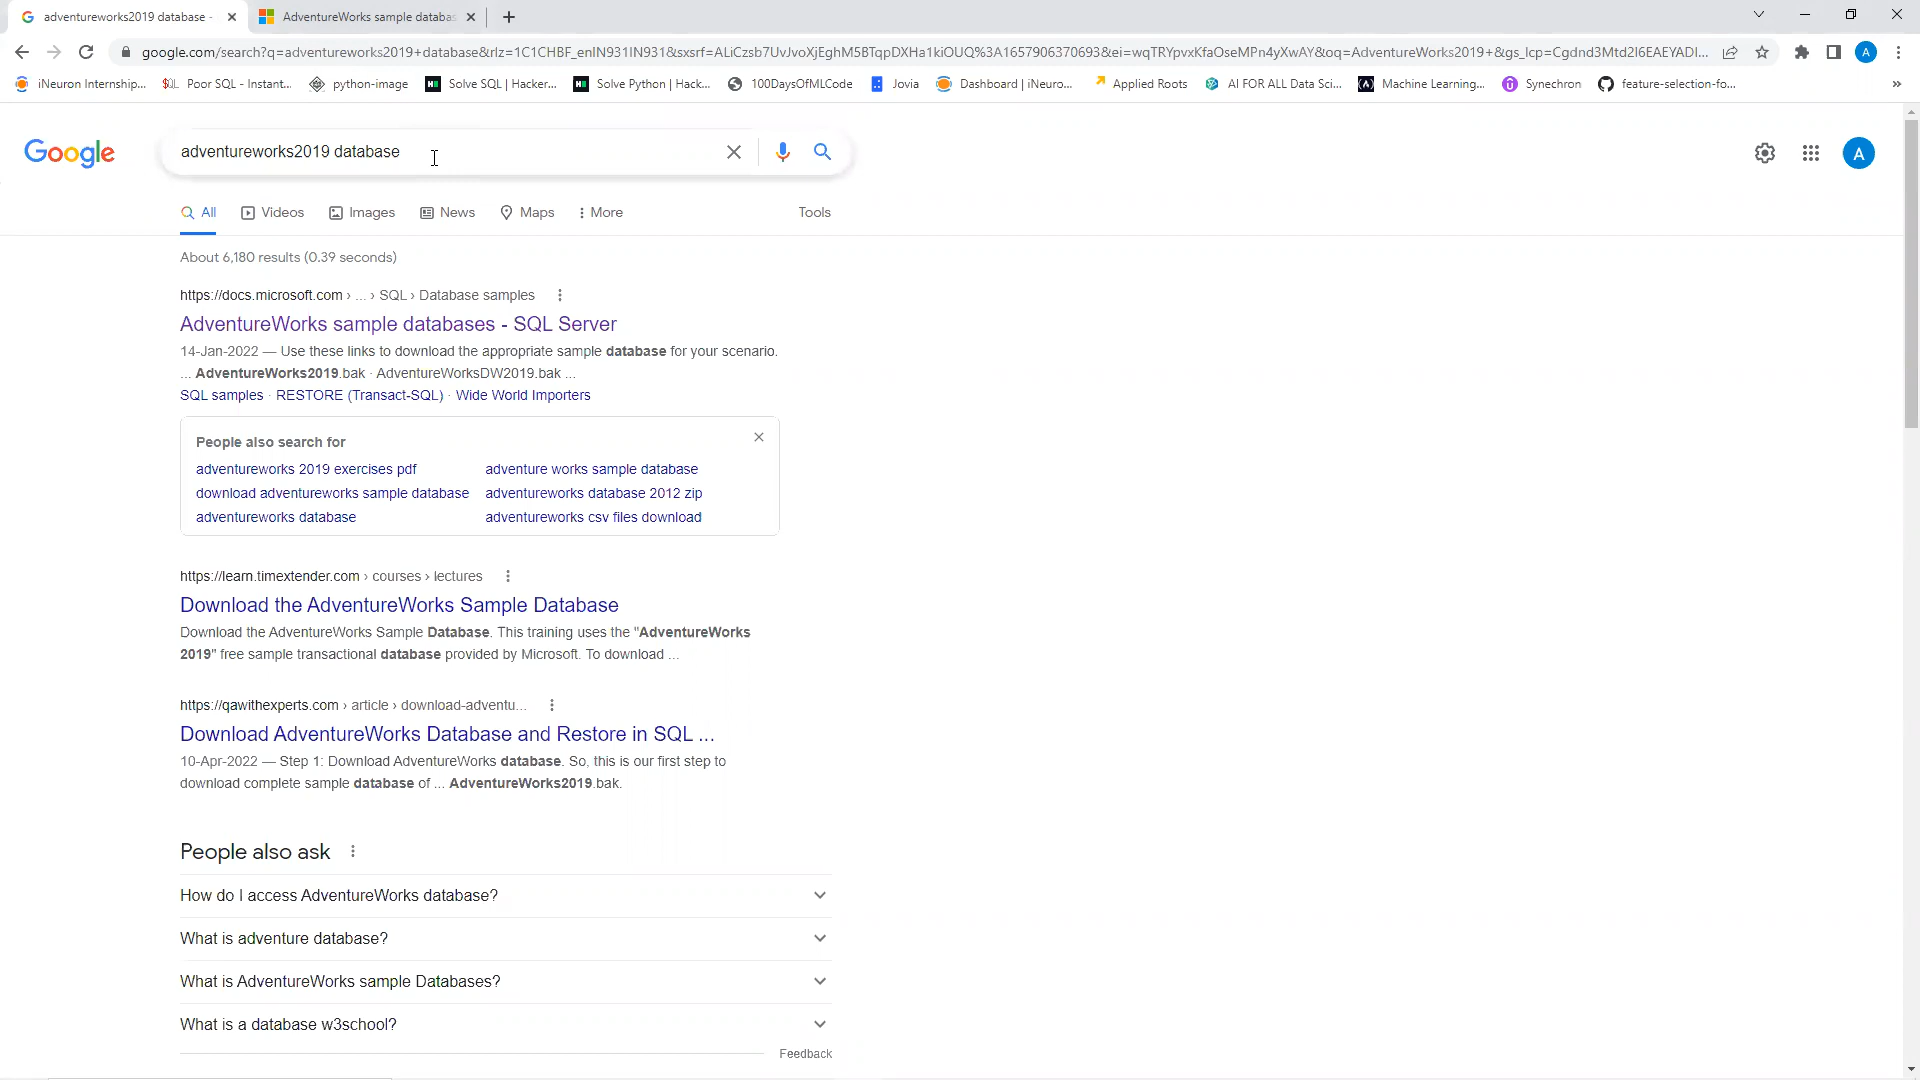 adventureworks2019 database -
AdventureWorks sample databas
google.com/search?q=adventureworks2019+database&rlz=1C1CHBF_enIN931IN931&sxsrf=ALiCzsb7UvJvoXjEghM5BTqpDXHa1kiOUQ%3A1657906370693&ei=wqTRYpvxKfaOseMPn4yXwAY&oq=AdventureWorks2019+&gs_lcp=Cgdnd3Mtd2l6EAEYADI...
iNeuron Internship...
Poor SQL - Instant...
python-image
Solve SQL | Hacker...
Solve Python | Hack...
100DaysOfMLCode
Jovia
Dashboard | iNeuro...
Applied Roots
AI FOR ALL Data Sci...
Machine Learning...
Synechron
feature-selection-fo...
»
Google
adventureworks2019 database
A
All
Videos
Images
News
Maps
More
Tools
About 6,180 results (0.39 seconds)
https://docs.microsoft.com › ... › SQL › Database samples
AdventureWorks sample databases - SQL Server
14-Jan-2022 — Use these links to download the appropriate sample database for your scenario.
... AdventureWorks2019.bak · AdventureWorksDW2019.bak ...
SQL samples · RESTORE (Transact-SQL) · Wide World Importers
People also search for
adventureworks 2019 exercises pdf
adventure works sample database
download adventureworks sample database
adventureworks database 2012 zip
adventureworks database
adventureworks csv files download
https://learn.timextender.com › courses › lectures
Download the AdventureWorks Sample Database
Download the AdventureWorks Sample Database. This training uses the "AdventureWorks
2019" free sample transactional database provided by Microsoft. To download ...
https://qawithexperts.com › article › download-adventu...
Download AdventureWorks Database and Restore in SQL ...
10-Apr-2022 — Step 1: Download AdventureWorks database. So, this is our first step to
download complete sample database of ... AdventureWorks2019.bak.
People also ask
How do I access AdventureWorks database?
What is adventure database?
What is AdventureWorks sample Databases?
What is a database w3school?
Feedback